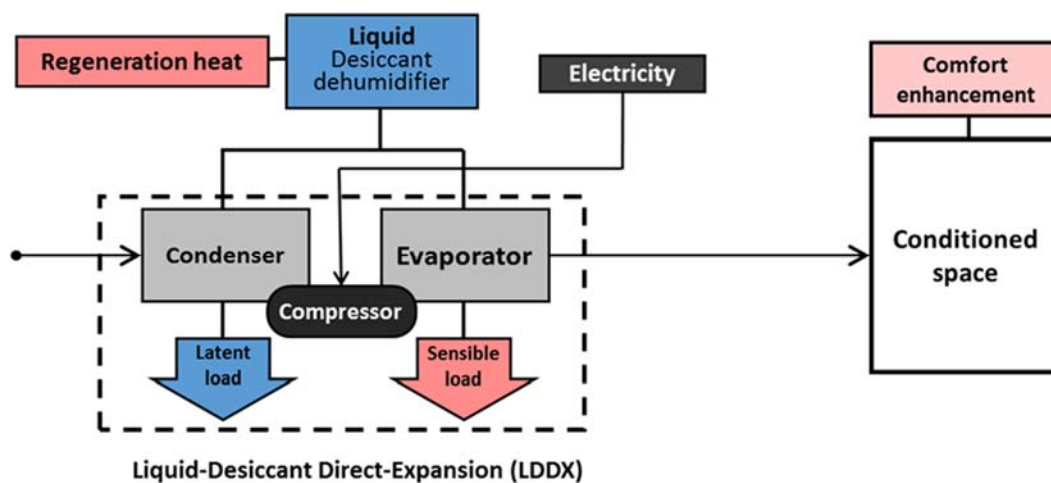 Liquid
Desiccant
dehumidifier
Regeneration heat
Electricity
Comfort
enhancement
Condenser
Evaporator
Conditioned
space
Compressor
Latent
load
Sensible
load
Liquid-Desiccant Direct-Expansion (LDDX)